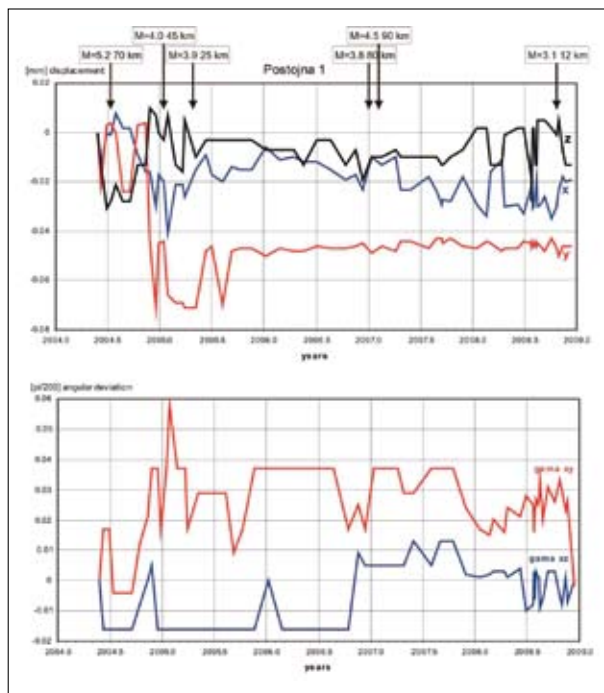 M=4.0 45 km M=4.5 90 km
M=5.2 70 km M=3.9 25 km M=3.8 80 km M=3.1 12 km
[mm] displacement Postojna 1
0.02
0
-0.02
-0.04
-0.06
-0.08
z
x
y
2004.0 2004.5 2005.0 2005.5 2006.0 2006.5 2007.0 2007.5 2008.0 2008.5 2009.0
years
[pi/200] angular deviation
0.06
0.05
0.04
0.03
0.02
0.01
0
-0.01
-0.02
gama xy
gama xz
2004.0 2004.5 2005.0 2005.5 2006.0 2006.5 2007.0 2007.5 2008.0 2008.5 2009.0
years